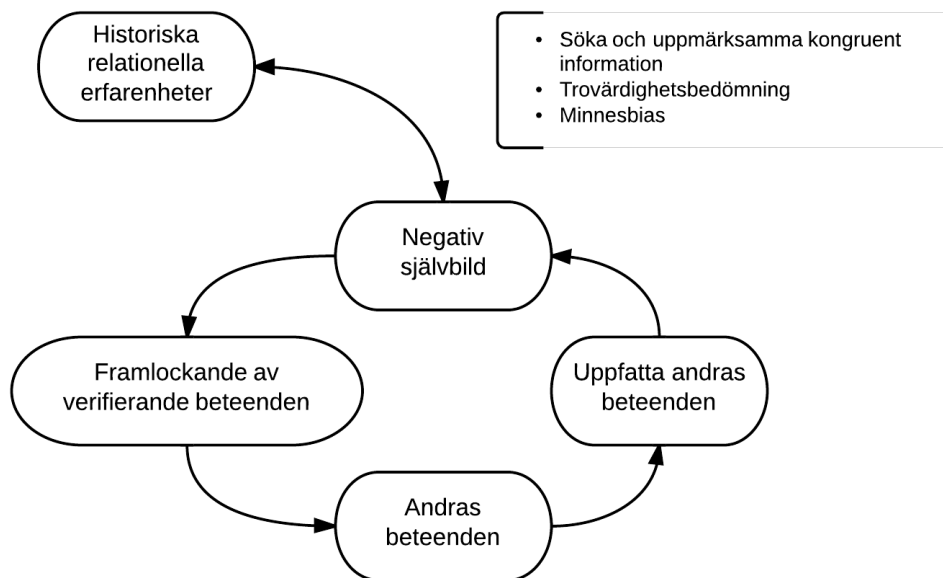 Historiska
relationella
erfarenheter
• Söka och uppmärksamma kongruent
information
• Trovärdighetsbedömning
• Minnesbias
Negativ
självbild
Framlockande av
verifierande beteenden
Uppfatta andras
beteenden
Andras
beteenden